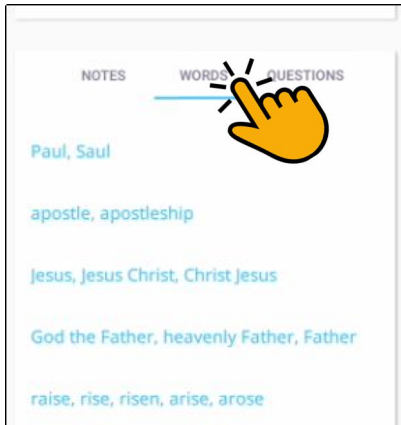 NOTES WORDS QUESTIONS
Paul, Saul
apostle, apostleship
Jesus, Jesus Christ, Christ Jesus
God the Father, heavenly Father, Father
raise, rise, risen, arise, arose